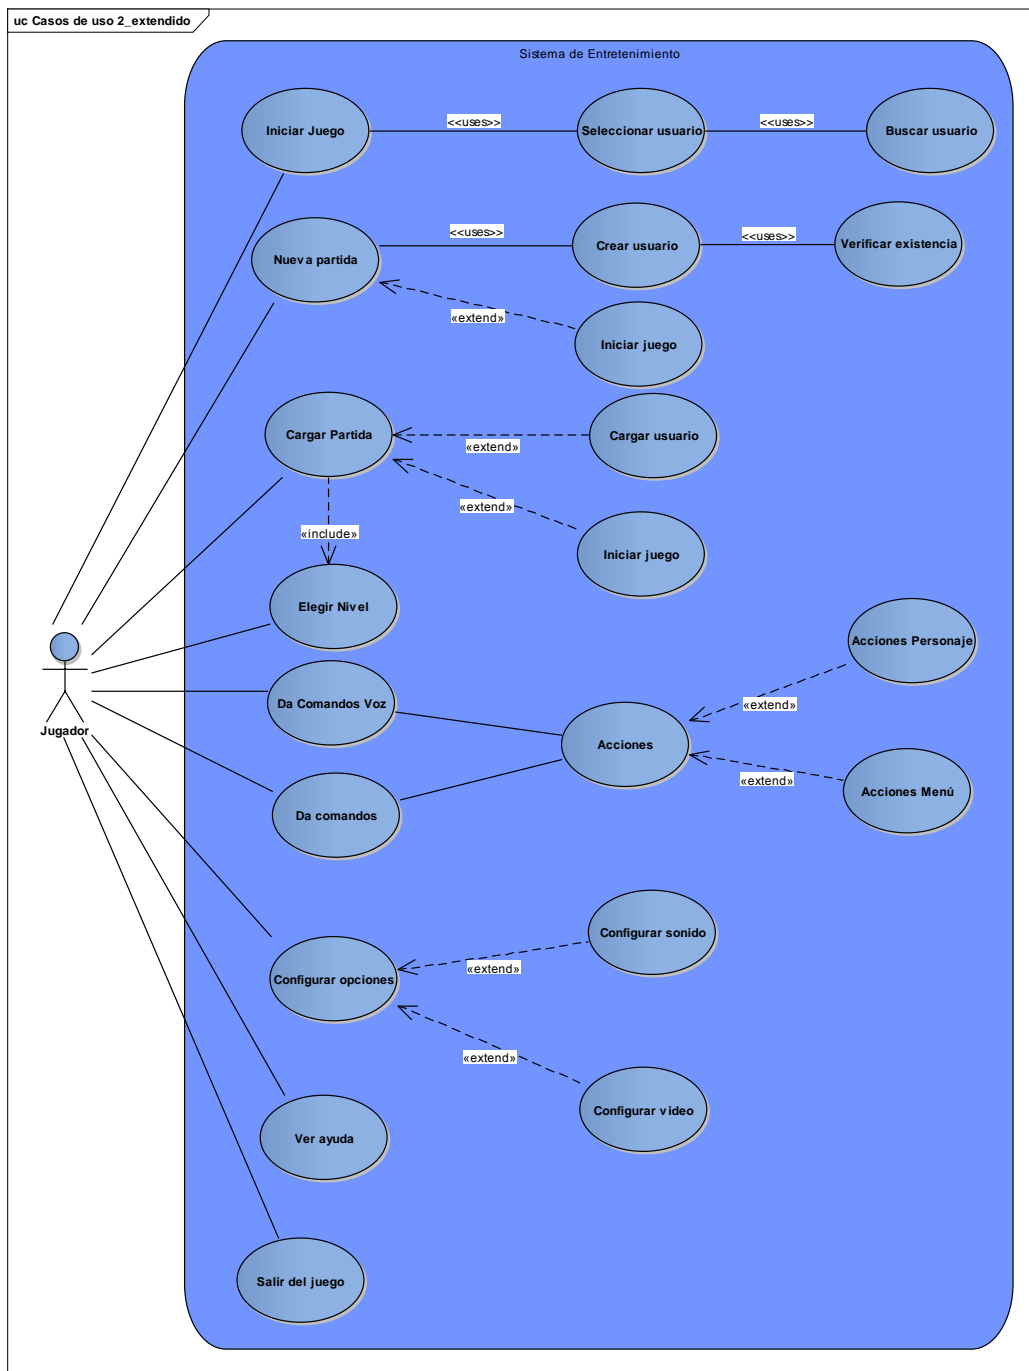 uc Casos de uso 2_extendido
Sistema de Entretenimiento
Iniciar Juego
<<uses>>
Seleccionar usuario
<<uses>>
Buscar usuario
Nueva partida
<<uses>>
Crear usuario
<<uses>>
Verificar existencia
«extend»
Iniciar juego
Cargar Partida
«extend»
Cargar usuario
«extend»
Iniciar juego
«include»
Elegir Nivel
Acciones Personaje
«extend»
Da Comandos Voz
Jugador
Acciones
«extend»
Acciones Menú
Da comandos
Configurar sonido
«extend»
Configurar opciones
«extend»
Configurar video
Ver ayuda
Salir del juego